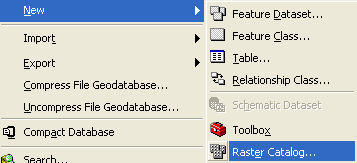 New
Import
Export
Compress File Geodatabase...
Uncompress File Geodatabase...
Compact Database
Search...
Feature Dataset...
Feature Class...
Table...
Relationship Class...
Schematic Dataset
Toolbox
Raster Catalog...